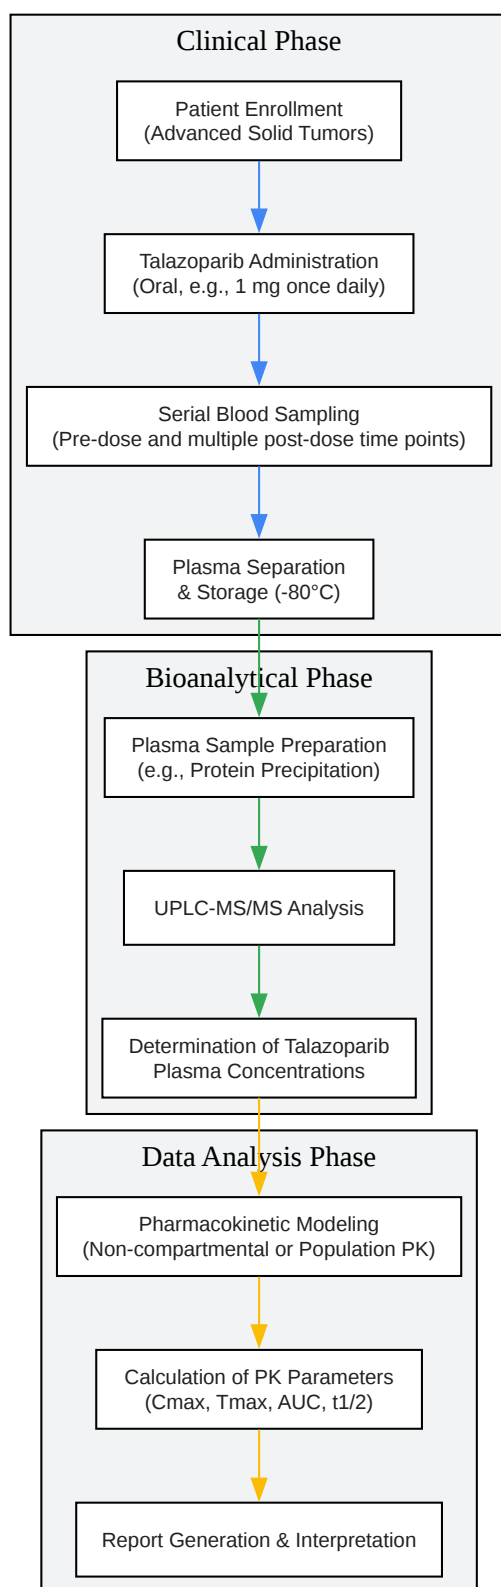 Clinical Phase
Patient Enrollment
(Advanced Solid Tumors)
Talazoparib Administration
(Oral, e.g., 1 mg once daily)
Serial Blood Sampling
(Pre-dose and multiple post-dose time points)
Plasma Separation
& Storage (-80°C)
Bioanalytical Phase
Plasma Sample Preparation
(e.g., Protein Precipitation)
UPLC-MS/MS Analysis
Determination of Talazoparib
Plasma Concentrations
Data Analysis Phase
Pharmacokinetic Modeling
(Non-compartmental or Population PK)
Calculation of PK Parameters
(Cmax, Tmax, AUC, t1/2)
Report Generation & Interpretation